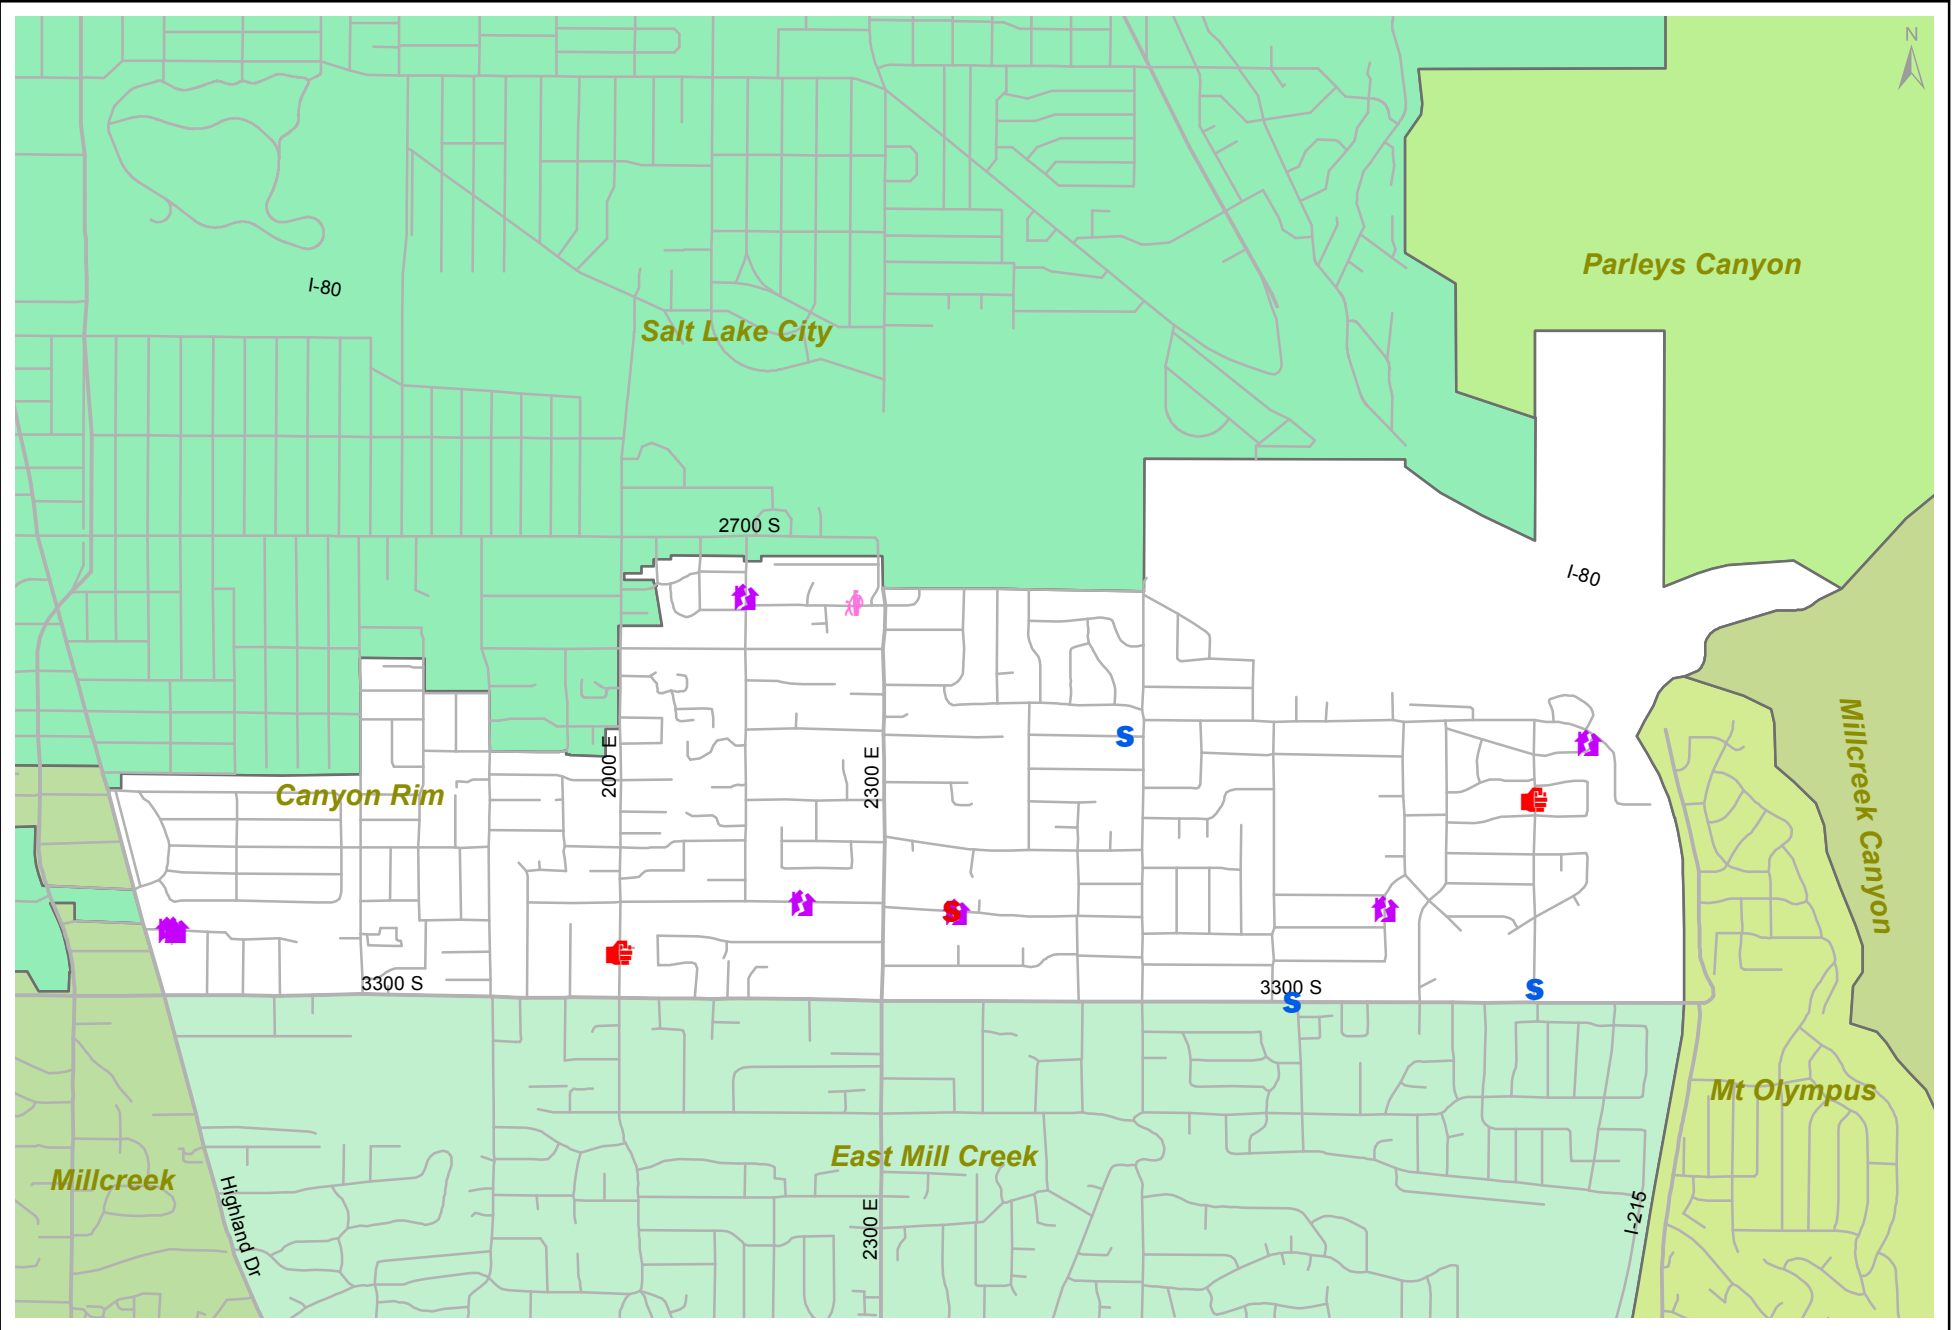 N
Parleys Canyon
I-80
Salt Lake City
2700 S
I-80
Canyon Rim
2000 E
2300 E
S
Millcreek Canyon
S
3300 S
3300 S
S
S
Mt Olympus
East Mill Creek
Millcreek
Highland Dr
2300 E
I-215